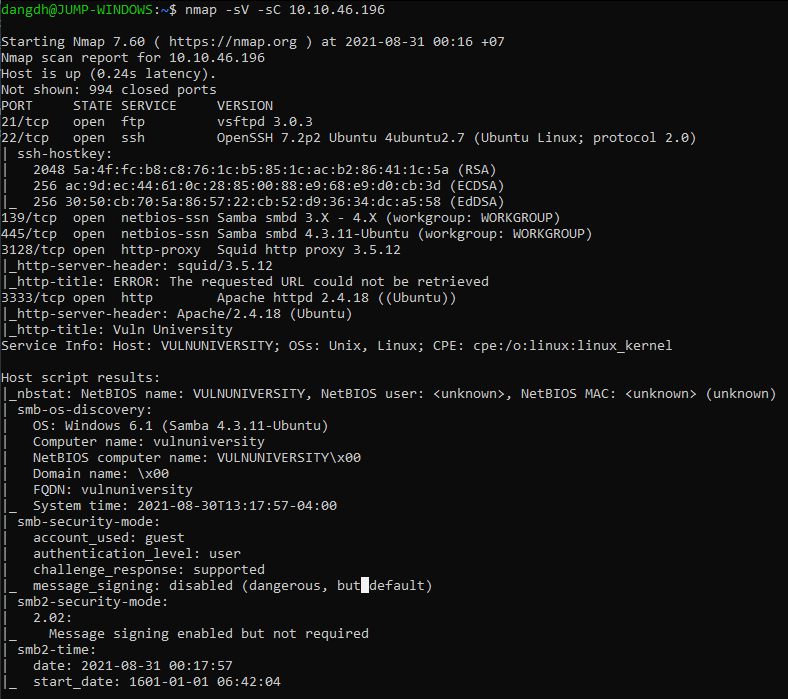 dangdh@JUMP-WINDOWS:~$ nmap -sV -sC 10.10.46.196
Starting Nmap 7.60 ( https://nmap.org ) at 2021-08-31 00:16 +07
Nmap scan report for 10.10.46.196
Host is up (0.24s latency).
Not shown: 994 closed ports
PORT     STATE SERVICE     VERSION
21/tcp   open  ftp         vsftpd 3.0.3
22/tcp   open  ssh         OpenSSH 7.2p2 Ubuntu 4ubuntu2.7 (Ubuntu Linux; protocol 2.0)
| ssh-hostkey:
|   2048 5a:4f:fc:b8:c8:76:1c:b5:85:1c:ac:b2:86:41:1c:5a (RSA)
|   256 ac:9d:ec:44:61:0c:28:85:00:88:e9:68:e9:d0:cb:3d (ECDSA)
|_  256 30:50:cb:70:5a:86:57:22:cb:52:d9:36:34:dc:a5:58 (EdDSA)
139/tcp  open  netbios-ssn Samba smbd 3.X - 4.X (workgroup: WORKGROUP)
445/tcp  open  netbios-ssn Samba smbd 4.3.11-Ubuntu (workgroup: WORKGROUP)
3128/tcp open  http-proxy  Squid http proxy 3.5.12
|_http-server-header: squid/3.5.12
|_http-title: ERROR: The requested URL could not be retrieved
3333/tcp open  http        Apache httpd 2.4.18 ((Ubuntu))
|_http-server-header: Apache/2.4.18 (Ubuntu)
|_http-title: Vuln University
Service Info: Host: VULNUNIVERSITY; OSs: Unix, Linux; CPE: cpe:/o:linux:linux_kernel
Host script results:
|_nbstat: NetBIOS name: VULNUNIVERSITY, NetBIOS user: <unknown>, NetBIOS MAC: <unknown> (unknown)
| smb-os-discovery:
|   OS: Windows 6.1 (Samba 4.3.11-Ubuntu)
|   Computer name: vulnuniversity
|   NetBIOS computer name: VULNUNIVERSITY\x00
|   Domain name: \x00
|   FQDN: vulnuniversity
|_  System time: 2021-08-30T13:17:57-04:00
| smb-security-mode:
|   account_used: guest
|   authentication_level: user
|   challenge_response: supported
|_  message_signing: disabled (dangerous, but default)
| smb2-security-mode:
|   2.02:
|_    Message signing enabled but not required
| smb2-time:
|   date: 2021-08-31 00:17:57
|_  start_date: 1601-01-01 06:42:04